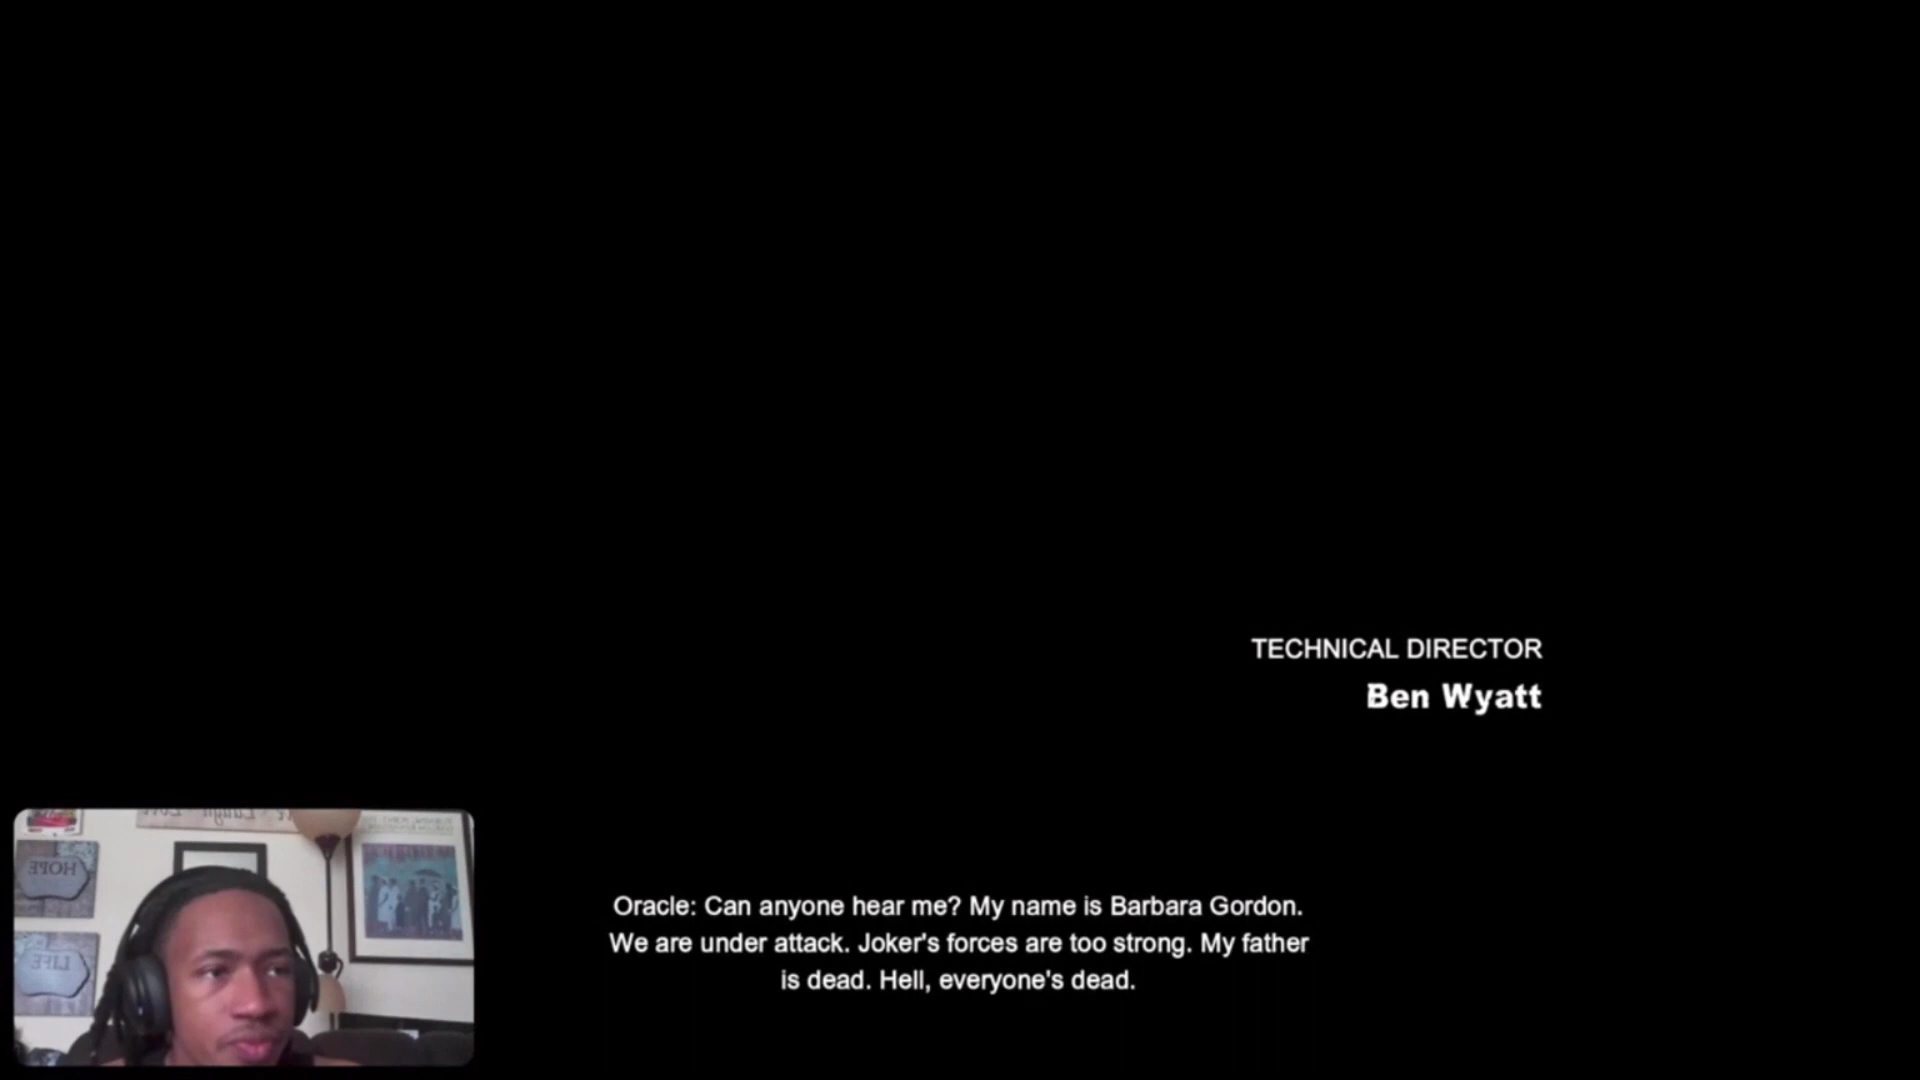 TECHNICAL DIRECTOR
Ben Wyatt
Oracle: Can anyone hear me? My name is Barbara Gordon.
We are under attack. Joker's forces are too strong. My father
is dead. Hell, everyone's dead.
HOPE
LIFE